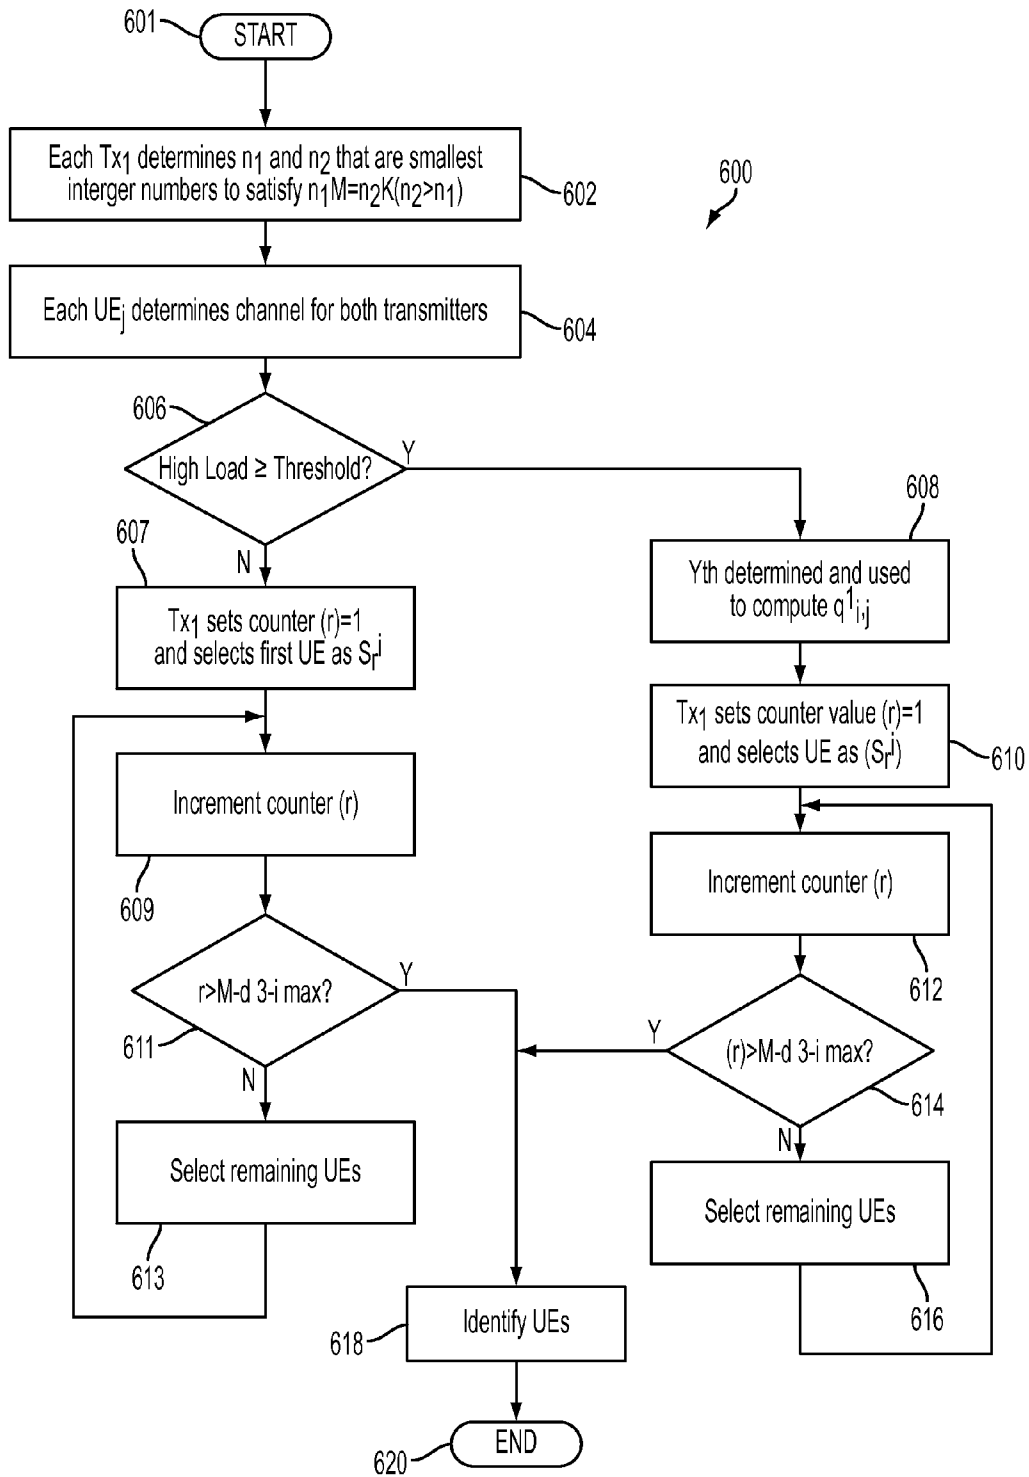 601
START
Each Tx1 determines n1 and n2 that are smallest
interger numbers to satisfy n1M=n2K(n2>n1)
602
600
Each UEj determines channel for both transmitters
604
606
High Load ≥ Threshold?
Y
N
607
Tx1 sets counter (r)=1
and selects first UE as Sr^i
608
Yth determined and used
to compute q^1i,j
Tx1 sets counter value (r)=1
and selects UE as (Sr^i)
610
Increment counter (r)
609
Increment counter (r)
612
r>M-d 3-i max?
Y
611
N
(r)>M-d 3-i max?
Y
614
N
Select remaining UEs
613
Select remaining UEs
616
Identify UEs
618
END
620